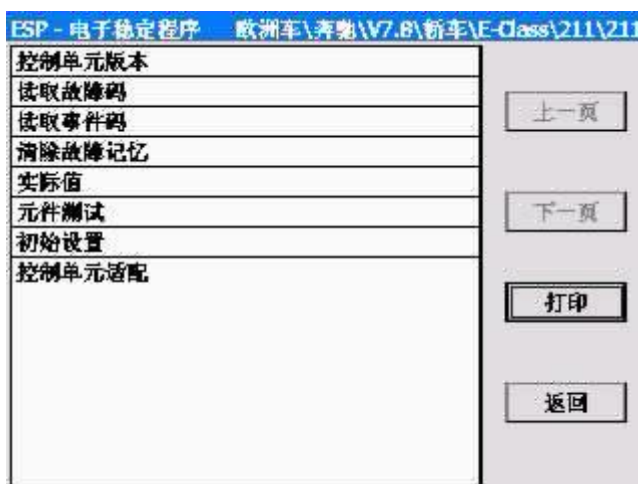 ESP - 电子稳定程序 欧洲车\奔驰\V7.8\轿车\E-Class\211\211
控制单元版本
读取故障码
读取事件码
清除故障记忆
实际值
元件测试
初始设置
控制单元适配
上一页
下一页
打印
返回